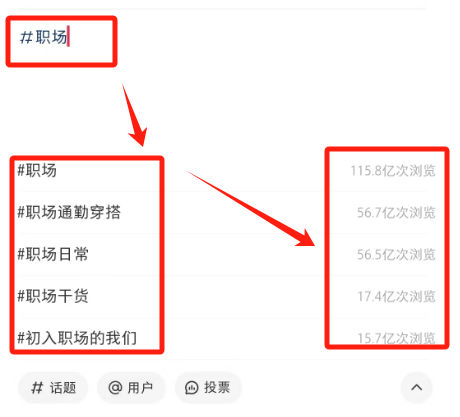 #职场
#职场 115.8亿次浏览
#职场通勤穿搭 56.7亿次浏览
#职场日常 56.5亿次浏览
#职场干货 17.4亿次浏览
#初入职场的我们 15.7亿次浏览
# 话题 @ 用户 投票